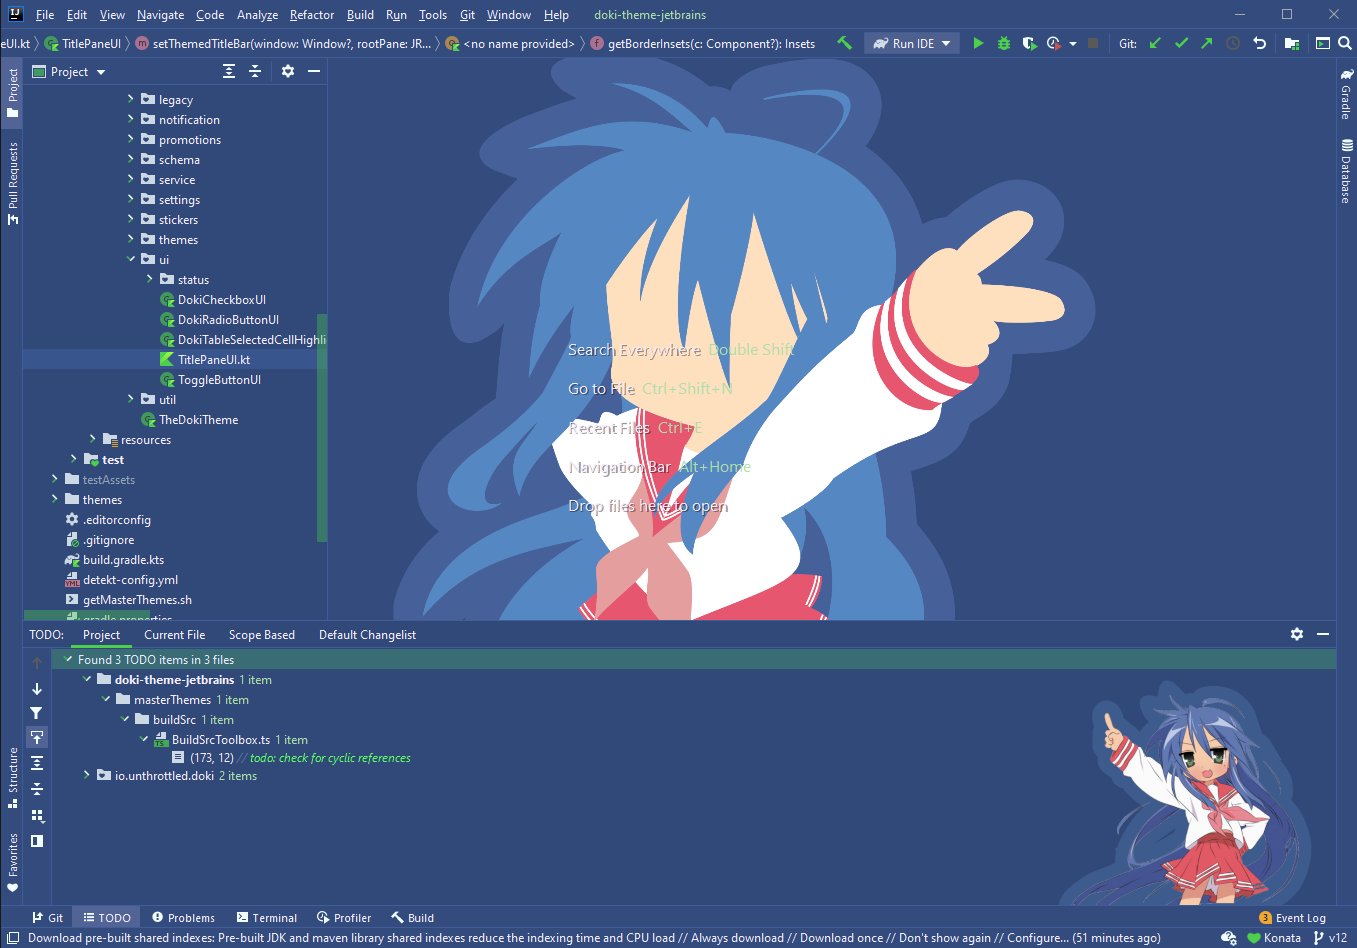 IJ File Edit View Navigate Code Analyze Refactor Build Run Tools Git Window Help doki-theme-jetbrains
eUI.kt TitlePaneUI setThemedTitleBar(window: Window?, rootPane: JR... <no name provided> getBorderInsets(c: Component?): Insets Run IDE Git:
Project
Project
Pull Requests
Structure
Favorites
legacy
notification
promotions
schema
service
settings
stickers
themes
ui
status
DokiCheckboxUI
DokiRadioButtonUI
DokiTableSelectedCellHighli
TitlePaneUI.kt
ToggleButtonUI
util
TheDokiTheme
resources
test
testAssets
themes
.editorconfig
.gitignore
build.gradle.kts
detekt-config.yml
getMasterThemes.sh
gradle.properties
Search Everywhere Double Shift
Go to File Ctrl+Shift+N
Recent Files Ctrl+E
Navigation Bar Alt+Home
Drop files here to open
Gradle
Database
TODO: Project Current File Scope Based Default Changelist
Found 3 TODO items in 3 files
doki-theme-jetbrains 1 item
masterThemes 1 item
buildSrc 1 item
BuildSrcToolbox.ts 1 item
(173, 12) // todo: check for cyclic references
io.unthrottled.doki 2 items
Git TODO Problems Terminal Profiler Build 3 Event Log
Download pre-built shared indexes: Pre-built JDK and maven library shared indexes reduce the indexing time and CPU load // Always download // Download once // Don't show again // Configure... (51 minutes ago) Konata v12